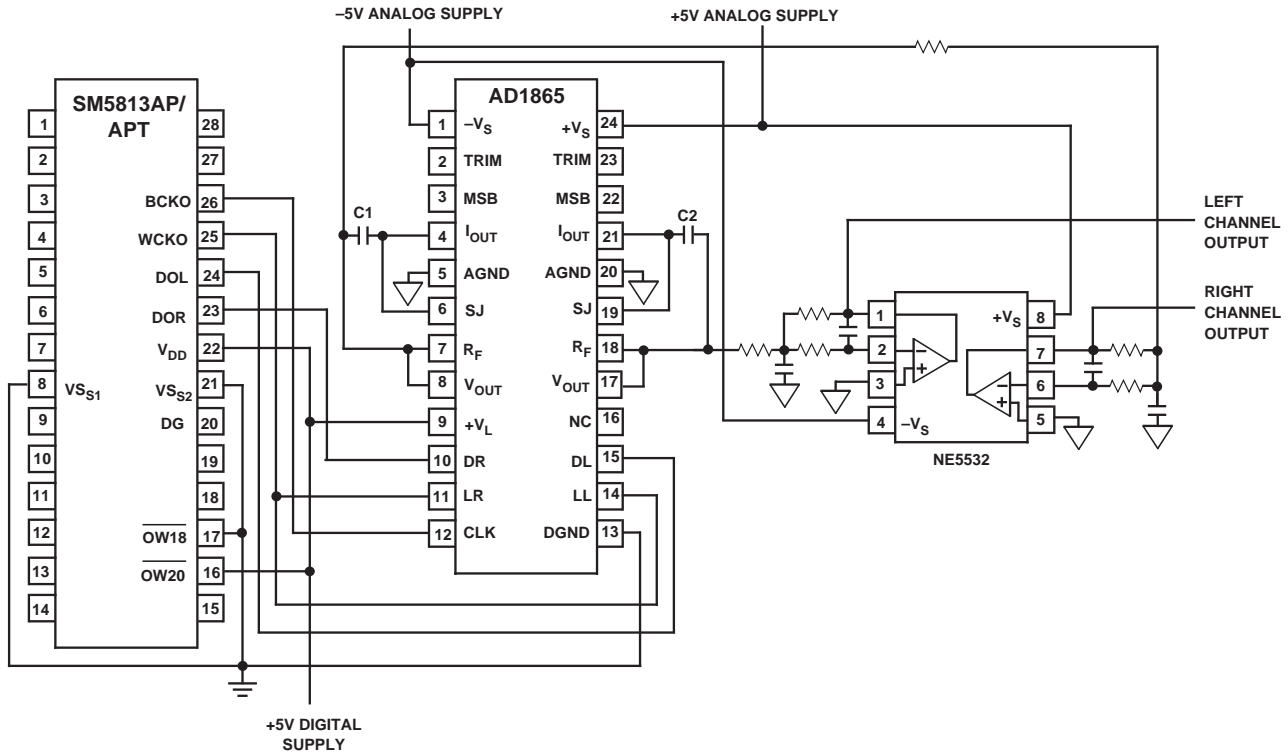 –5V ANALOG SUPPLY
+5V ANALOG SUPPLY
SM5813AP/
APT
1
2
3
4
5
6
7
8
9
10
11
12
13
14
VSS1
28
27
BCKO 26
WCKO 25
DOL 24
DOR 23
VDD 22
VSS2 21
DG 20
19
18
OW18 17
OW20 16
15
C1
AD1865
1 –VS
2 TRIM
3 MSB
4 IOUT
5 AGND
6 SJ
7 RF
8 VOUT
9 +VL
10 DR
11 LR
12 CLK
+VS 24
TRIM 23
MSB 22
IOUT 21
AGND 20
SJ 19
RF 18
VOUT 17
NC 16
DL 15
LL 14
DGND 13
C2
LEFT
CHANNEL
OUTPUT
RIGHT
CHANNEL
OUTPUT
1
2
3
4 –VS
+VS 8
7
6
5
NE5532
+5V DIGITAL
SUPPLY